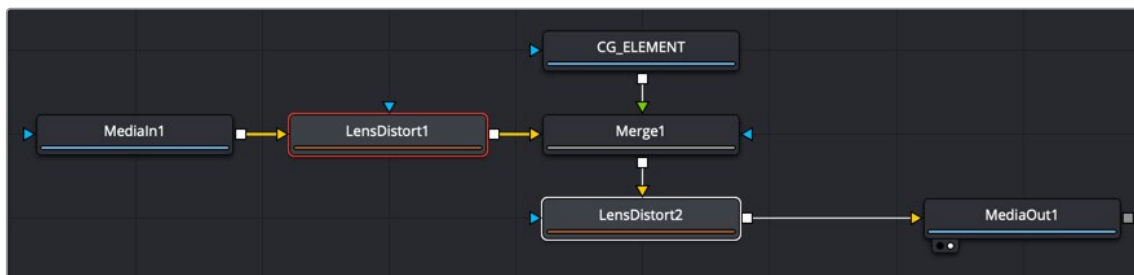 CG_ELEMENT
MediaIn1
LensDistort1
Merge1
LensDistort2
MediaOut1